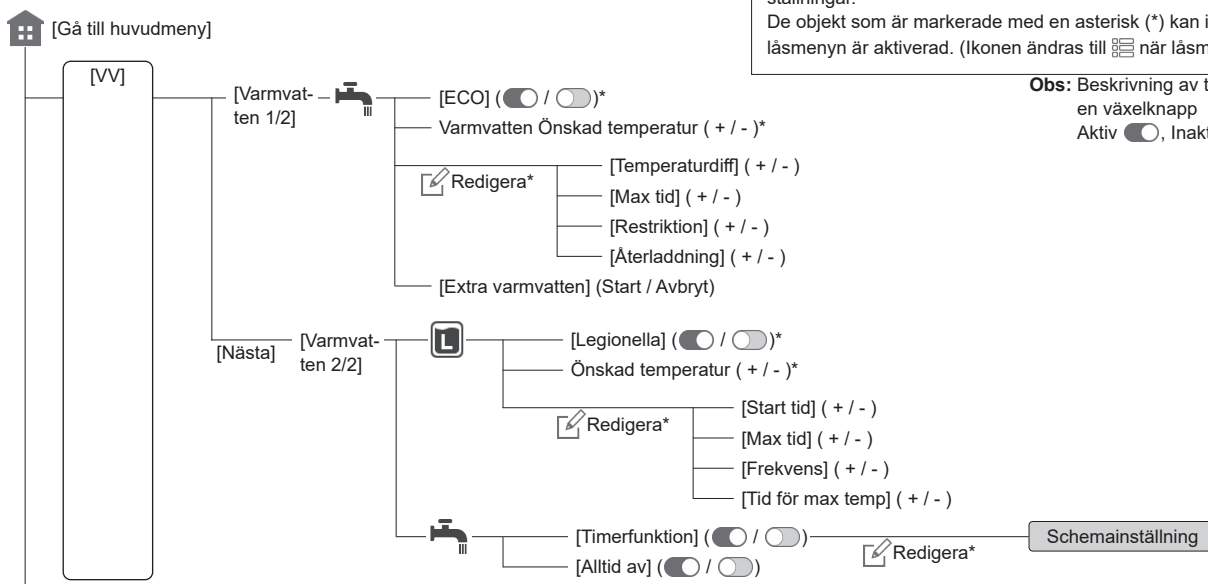 ställningar.
De objekt som är markerade med en asterisk (*) kan i
låsmenyn är aktiverad. (Ikonen ändras till när låsm
[Gå till huvudmeny]
[VV]
Obs: Beskrivning av t
en växelknapp
Aktiv , Inakt
[Varmvat-
ten 1/2]
[ECO] ( / )*
Varmvatten Önskad temperatur ( + / - )*
Redigera*
[Temperaturdiff] ( + / - )
[Max tid] ( + / - )
[Restriktion] ( + / - )
[Återladdning] ( + / - )
[Extra varmvatten] (Start / Avbryt)
[Nästa]
[Varmvat-
ten 2/2]
L
[Legionella] ( / )*
Önskad temperatur ( + / - )*
Redigera*
[Start tid] ( + / - )
[Max tid] ( + / - )
[Frekvens] ( + / - )
[Tid för max temp] ( + / - )
[Timerfunktion] ( / )
Redigera*
Schemainställning
[Alltid av] ( / )